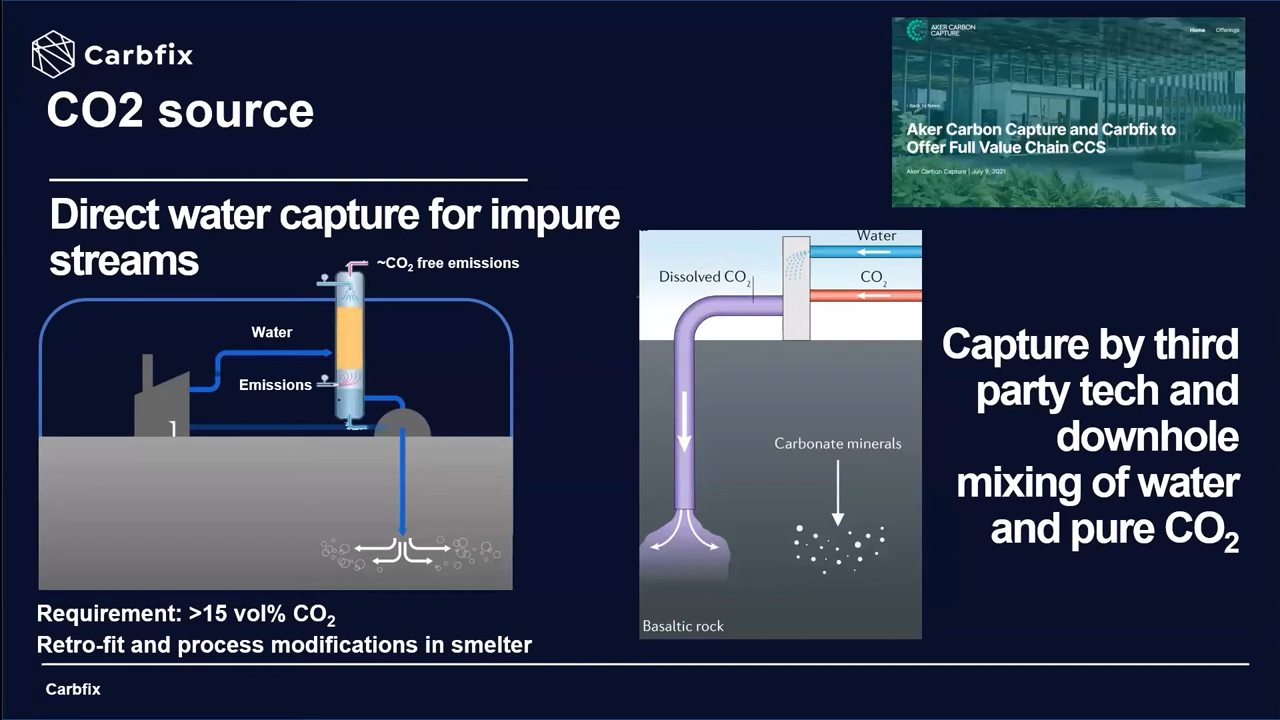 Carbfix
CO2 source
AKER CARBON
CAPTURE
Home
Offerings
‹ Back to News
Aker Carbon Capture and Carbfix to
Offer Full Value Chain CCS
Aker Carbon Capture | July 9, 2021
Direct water capture for impure
streams
~CO₂ free emissions
Water
Emissions
1
Requirement: >15 vol% CO₂
Retro-fit and process modifications in smelter
Water
Dissolved CO₂
CO₂
Carbonate minerals
Basaltic rock
Capture by third
party tech and
downhole
mixing of water
and pure CO₂
Carbfix